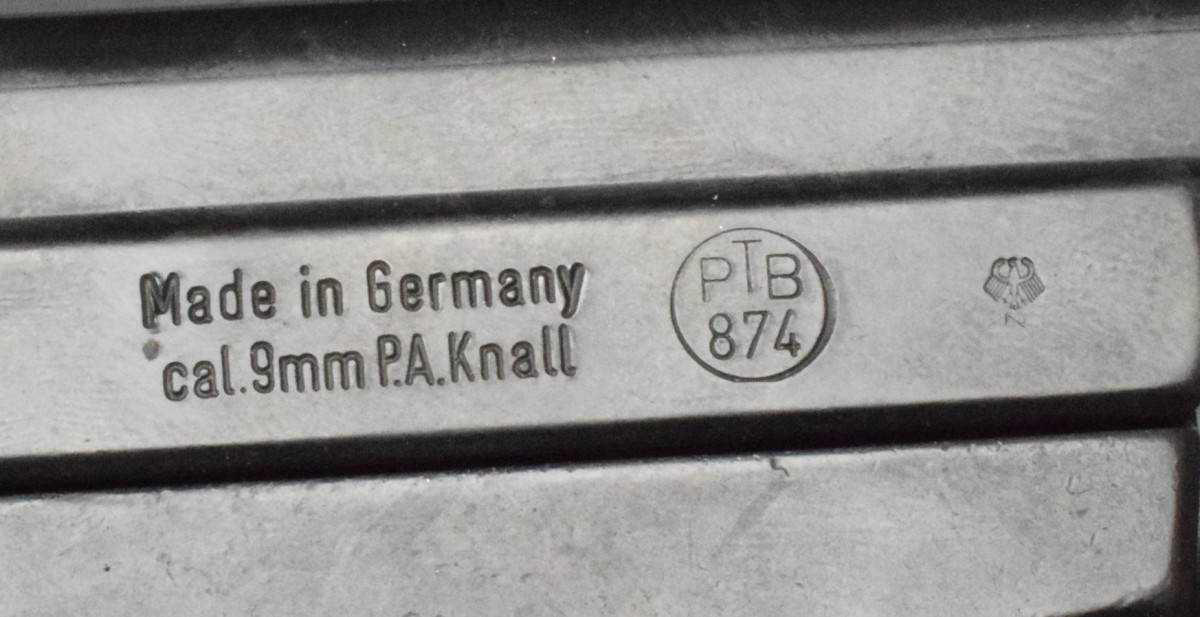 Made in Germany
cal.9mm P.A.Knall
PTB
874